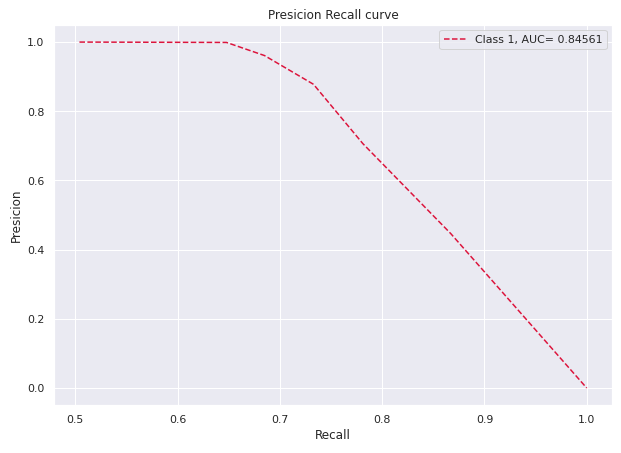 Presicion Recall curve
Class 1, AUC= 0.84561
1.0
0.8
0.6
0.4
0.2
0.0
Presicion
0.5 0.6 0.7 0.8 0.9 1.0
Recall